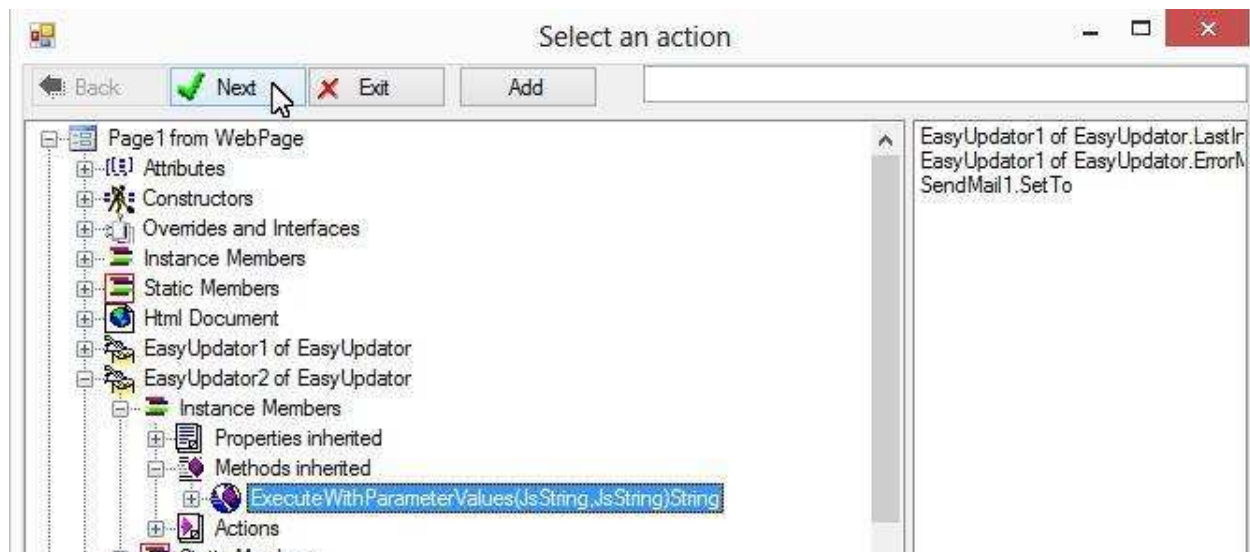 Select an action
Back Next Exit Add
Page1 from WebPage
Attributes
Constructors
Overrides and Interfaces
Instance Members
Static Members
Html Document
EasyUpdator1 of EasyUpdator
EasyUpdator2 of EasyUpdator
Instance Members
Properties inherited
Methods inherited
ExecuteWithParameterValues(JsString,JsString)String
Actions
EasyUpdator1 of EasyUpdator.LastIr
EasyUpdator1 of EasyUpdator.Error
SendMail1.SetTo